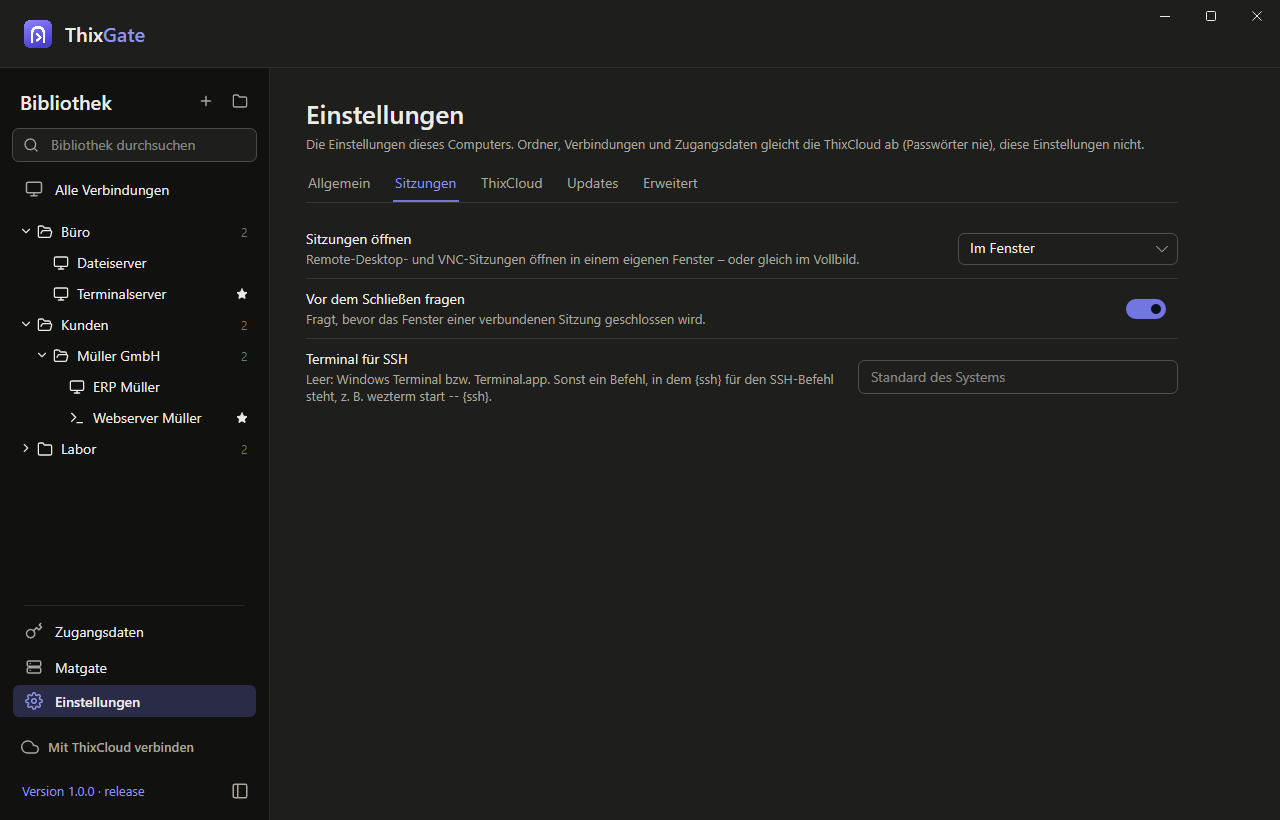 ThixGate
Bibliothek
Bibliothek durchsuchen
Alle Verbindungen
Büro 2
Dateiserver
Terminalserver
Kunden 2
Müller GmbH 2
ERP Müller
Webserver Müller
Labor 2
Zugangsdaten
Matgate
Einstellungen
Mit ThixCloud verbinden
Version 1.0.0 · release
Einstellungen
Die Einstellungen dieses Computers. Ordner, Verbindungen und Zugangsdaten gleicht die ThixCloud ab (Passwörter nie), diese Einstellungen nicht.
Allgemein Sitzungen ThixCloud Updates Erweitert
Sitzungen öffnen
Remote-Desktop- und VNC-Sitzungen öffnen in einem eigenen Fenster – oder gleich im Vollbild.
Im Fenster
Vor dem Schließen fragen
Fragt, bevor das Fenster einer verbundenen Sitzung geschlossen wird.
Terminal für SSH
Leer: Windows Terminal bzw. Terminal.app. Sonst ein Befehl, in dem {ssh} für den SSH-Befehl
steht, z. B. wezterm start -- {ssh}.
Standard des Systems